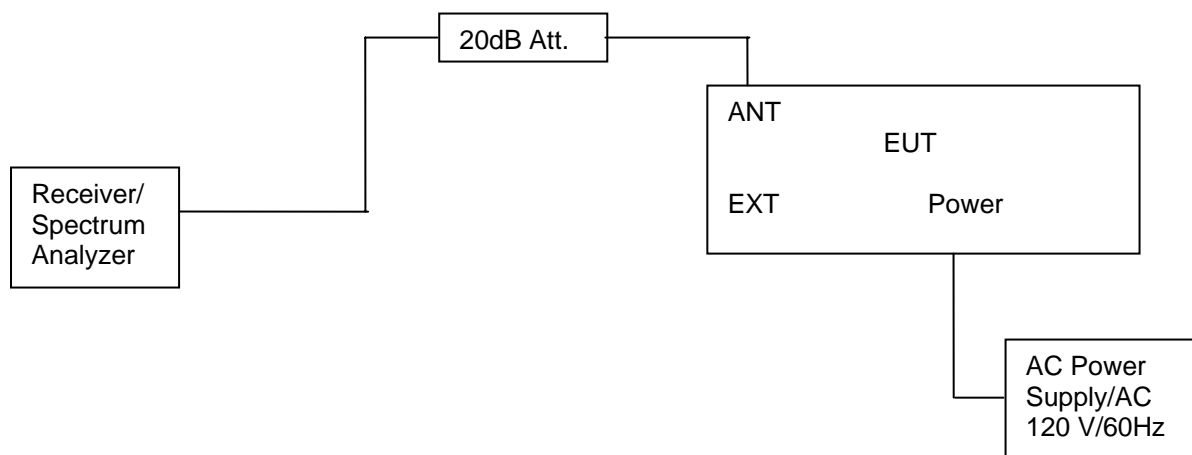 20dB Att.
ANT
EUT
Receiver/
Spectrum
Analyzer
EXT Power
AC Power
Supply/AC
120 V/60Hz